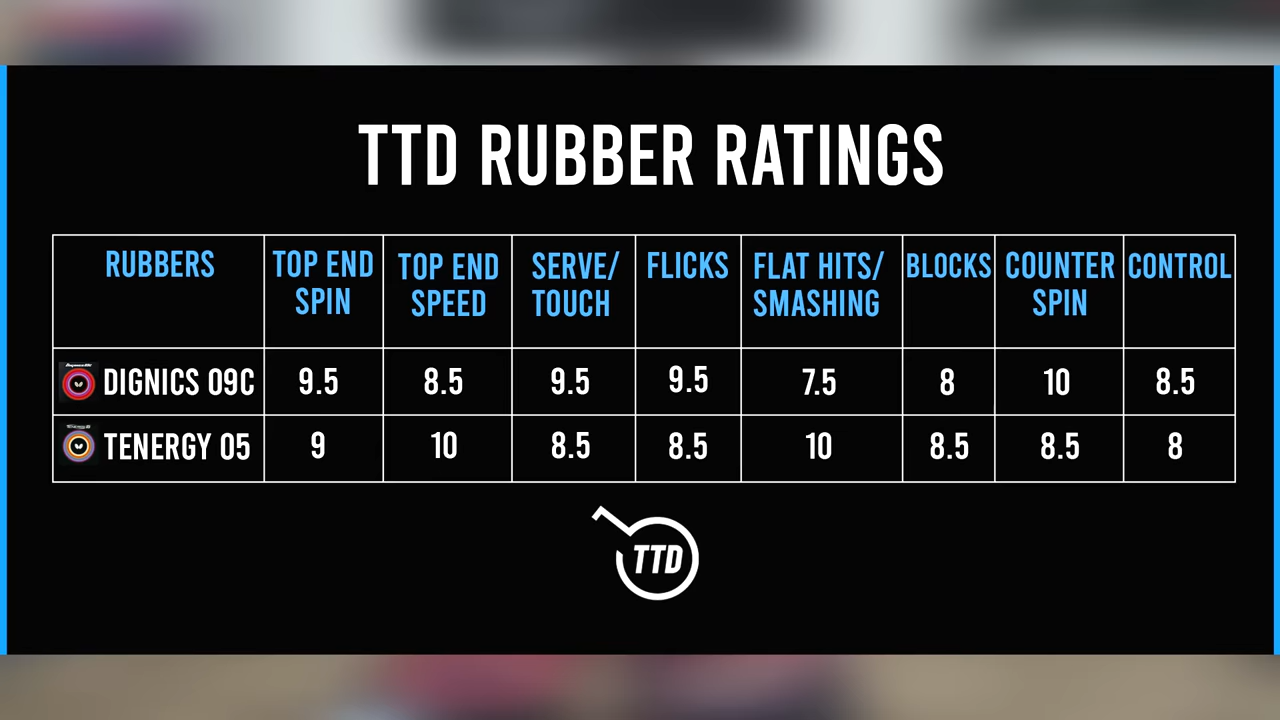 TTD RUBBER RATINGS
RUBBERS TOP END SPIN TOP END SPEED SERVE/ TOUCH FLICKS FLAT HITS/ SMASHING BLOCKS COUNTER SPIN CONTROL
DIGNICS 09C 9.5 8.5 9.5 9.5 7.5 8 10 8.5
TENERGY 05 9 10 8.5 8.5 10 8.5 8.5 8
TTD